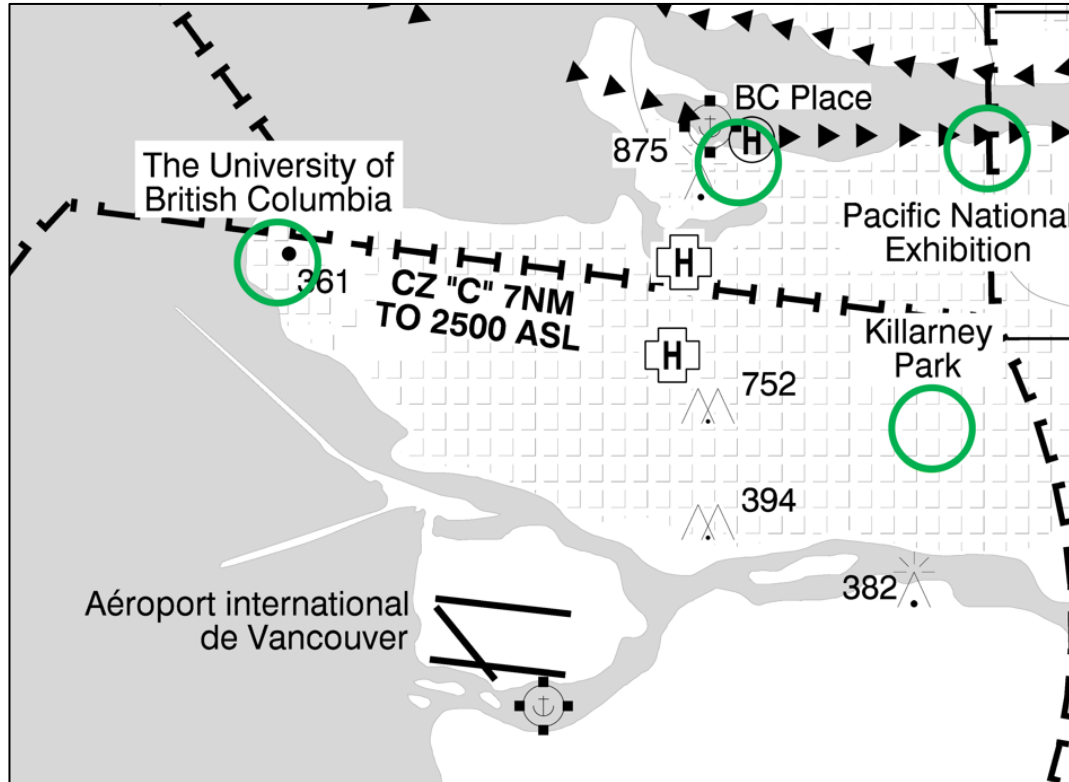 BC Place
H
875
The University of
British Columbia
Pacific National
Exhibition
361
H
CZ "C" 7NM
TO 2500 ASL
Killarney
Park
H
752
394
382
Aéroport international
de Vancouver